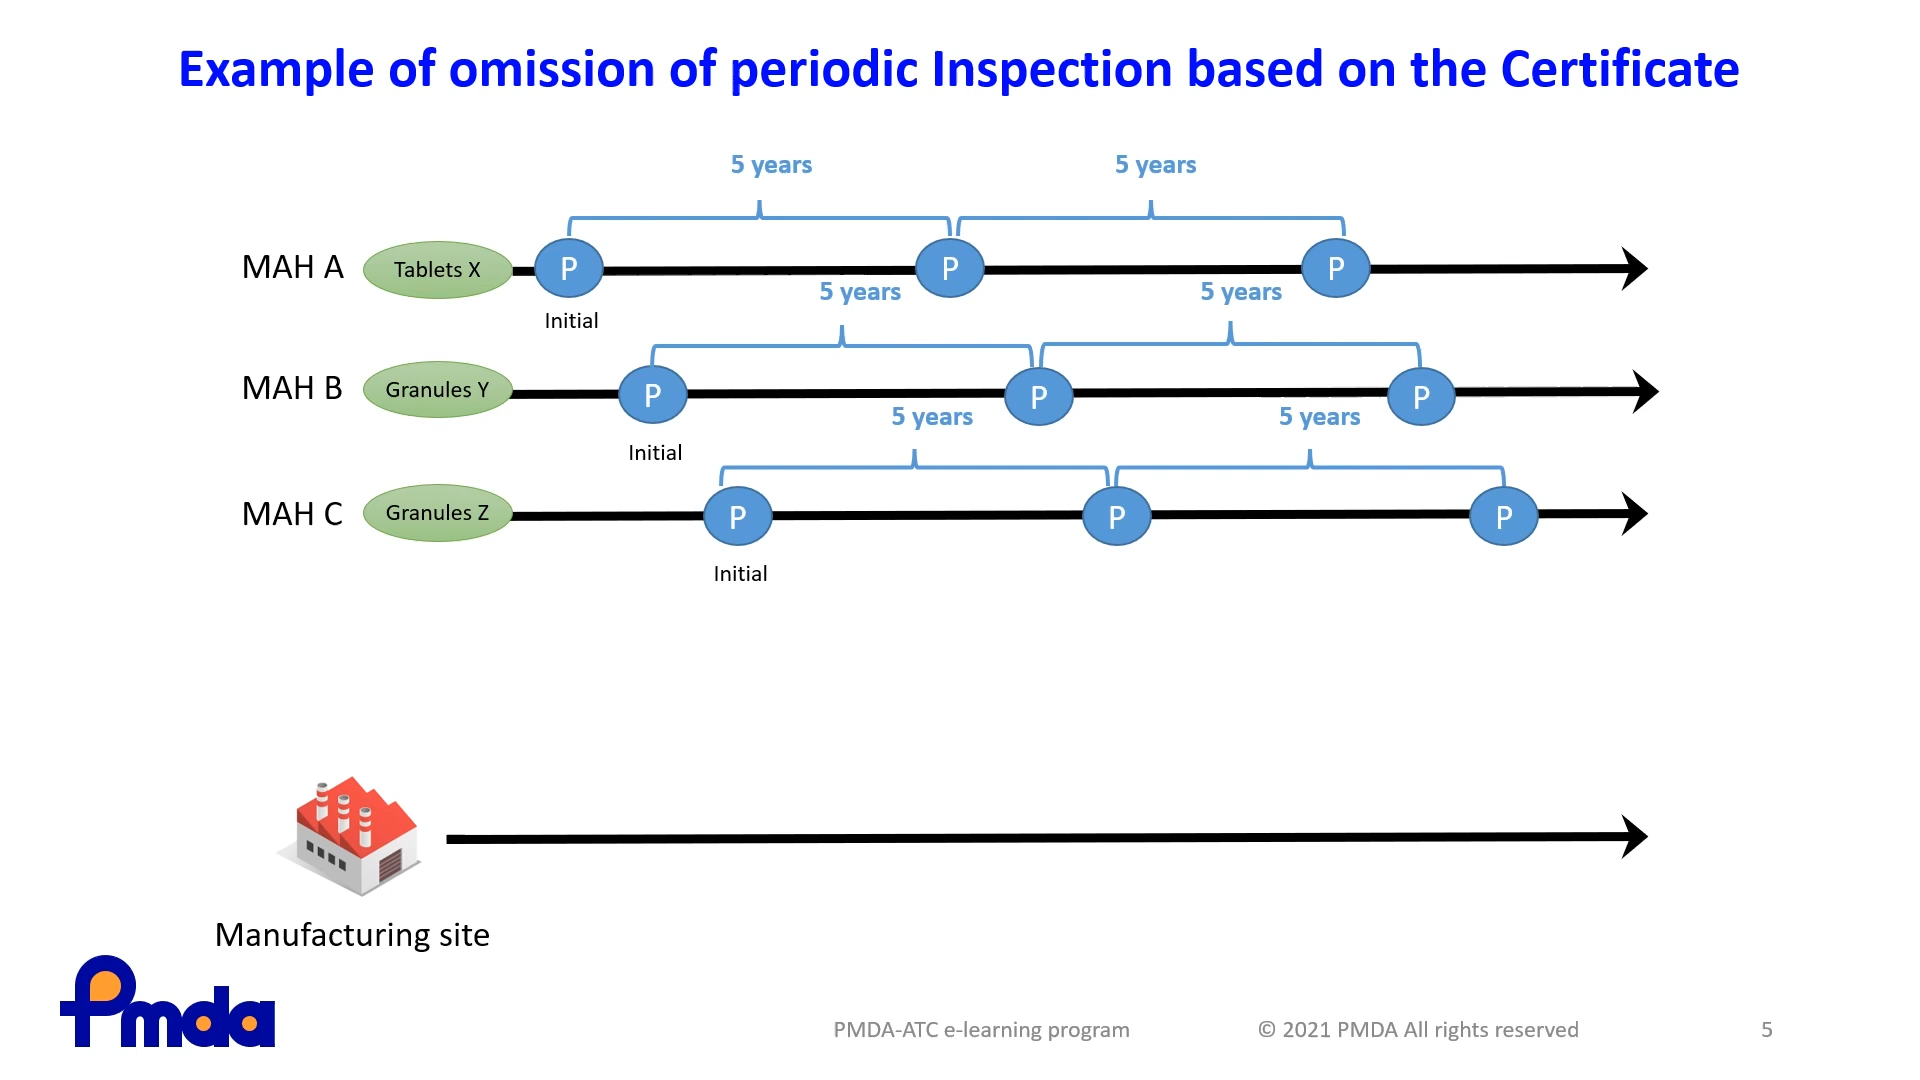 Example of omission of periodic Inspection based on the Certificate
5 years
5 years
MAH A
Tablets X
P
P
P
Initial
5 years
5 years
MAH B
Granules Y
P
P
P
Initial
5 years
5 years
MAH C
Granules Z
P
P
P
Initial
Manufacturing site
Pmda
PMDA-ATC e-learning program
© 2021 PMDA All rights reserved
5